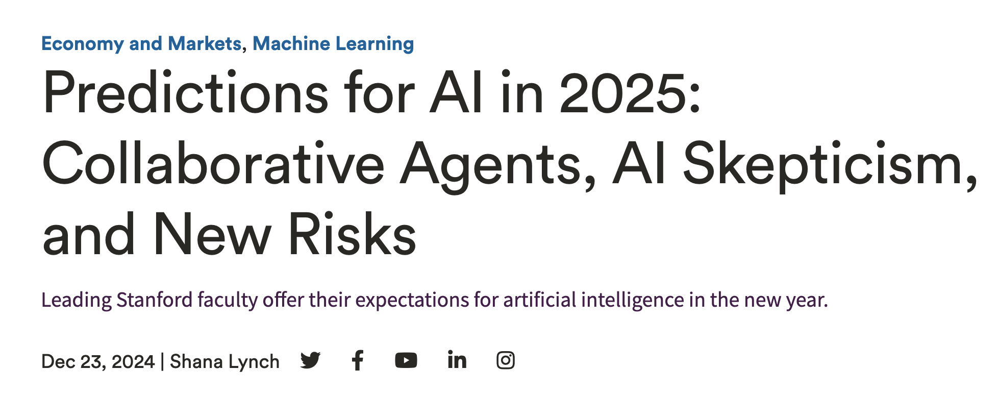 Economy and Markets, Machine Learning
Predictions for AI in 2025:
Collaborative Agents, AI Skepticism,
and New Risks
Leading Stanford faculty offer their expectations for artificial intelligence in the new year.
Dec 23, 2024 | Shana Lynch